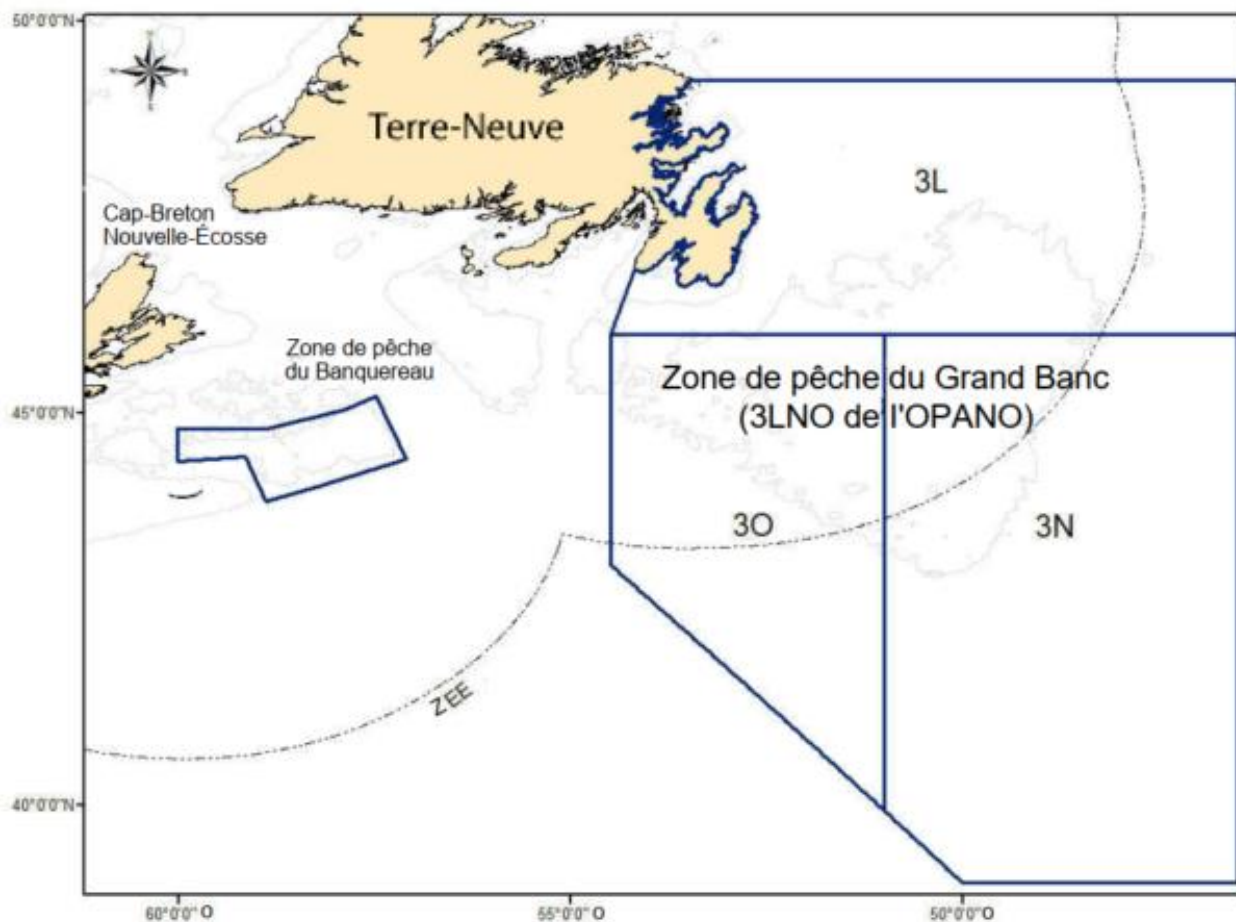 50°0'0"N
Terre-Neuve
3L
Cap-Breton
Nouvelle-Écosse
Zone de pêche
du Banquereau
Zone de pêche du Grand Banc
(3LNO de l'OPANO)
45°0'0"N
3O
3N
ZEE
40°0'0"N
60°0'0"O
55°0'0"O
50°0'0"O